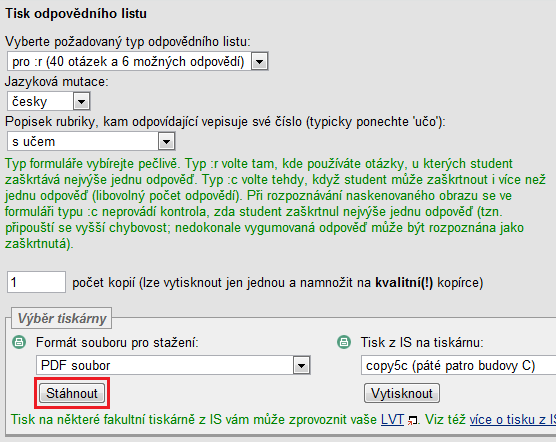 Tisk odpovědního listu
Vyberte požadovaný typ odpovědního listu:
pro :r (40 otázek a 6 možných odpovědí)
Jazyková mutace:
česky
Popisek rubriky, kam odpovídající vepisuje své číslo (typicky ponechte 'učo'):
s učem
Typ formuláře vybírejte pečlivě. Typ :r volte tam, kde používáte otázky, u kterých student
zaškrtává nejvýše jednu odpověď. Typ :c volte tehdy, když student může zaškrtnout i více než
jednu odpověď (libovolný počet odpovědí). Při rozpoznávání naskenovaného obrazu se ve
formuláři typu :c neprovádí kontrola, zda student zaškrtnul nejvýše jednu odpověď (tzn.
připouští se vyšší chybovost; nedokonale vygumovaná odpověď může být rozpoznána jako
zaškrtnutá).
1 počet kopií (lze vytisknout jen jednou a namnožit na kvalitní(!) kopírce)
Výběr tiskárny
Formát souboru pro stažení: Tisk z IS na tiskárnu:
PDF soubor copy5c (páté patro budovy C)
Stáhnout Vytisknout
Tisk na některé fakultní tiskárně z IS vám může zprovoznit vaše LVT. Viz též více o tisku z IS